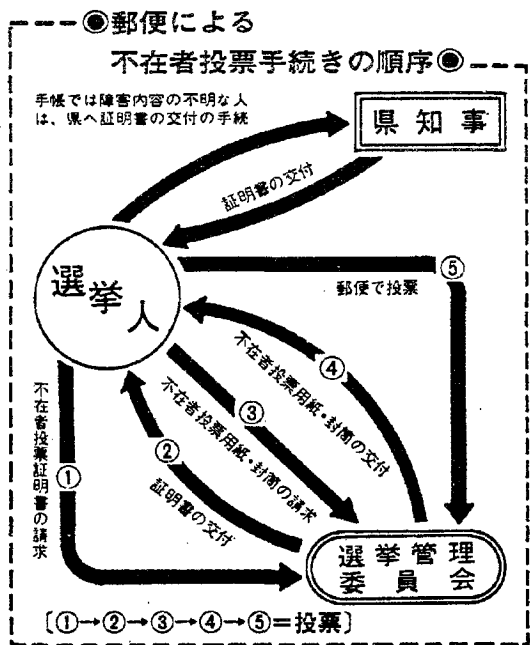 ◉郵便による
不在者投票手続きの順序◉
手帳では障害内容の不明な人
は、県へ証明書の交付の手続
県知事
証明書の交付
選挙人
⑤
郵便で投票
④
不在者投票用紙・封筒の交付
③
不在者投票用紙・封筒の請求
②
証明書の交付
①
不在者投票証明書の請求
選挙管理
委員会
〔①→②→③→④→⑤=投票〕